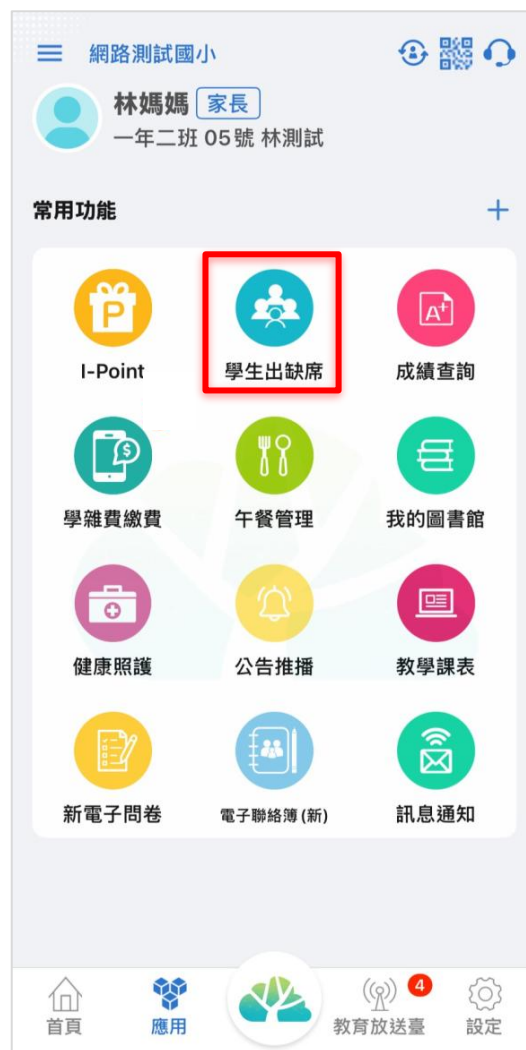 網路測試國小
林媽媽 家長
一年二班 05號 林測試
常用功能
I-Point 學生出缺席 成績查詢
學雜費繳費 午餐管理 我的圖書館
健康照護 公告推播 教學課表
新電子問卷 電子聯絡簿(新) 訊息通知
4
首頁 應用 教育放送臺 設定